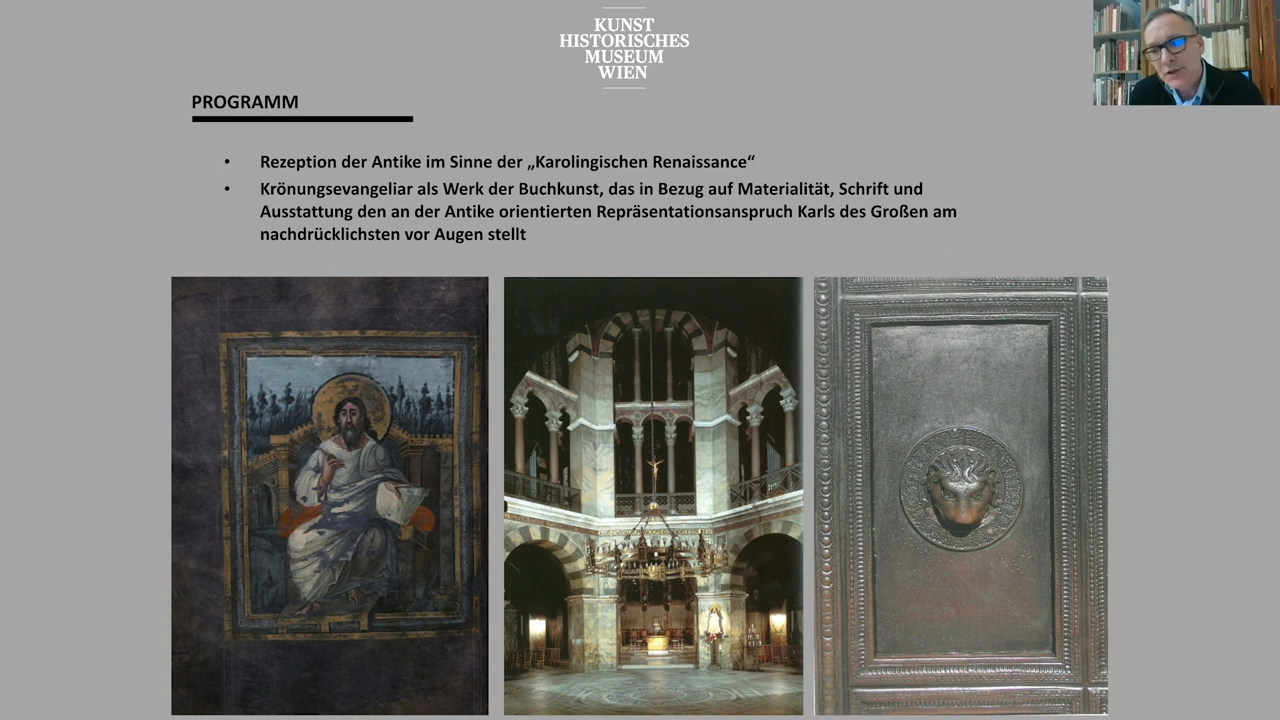 KUNST
HISTORISCHES
MUSEUM
WIEN
PROGRAMM
• Rezeption der Antike im Sinne der „Karolingischen Renaissance“
• Krönungsevangeliar als Werk der Buchkunst, das in Bezug auf Materialität, Schrift und
Ausstattung den an der Antike orientierten Repräsentationsanspruch Karls des Großen am
nachdrücklichsten vor Augen stellt